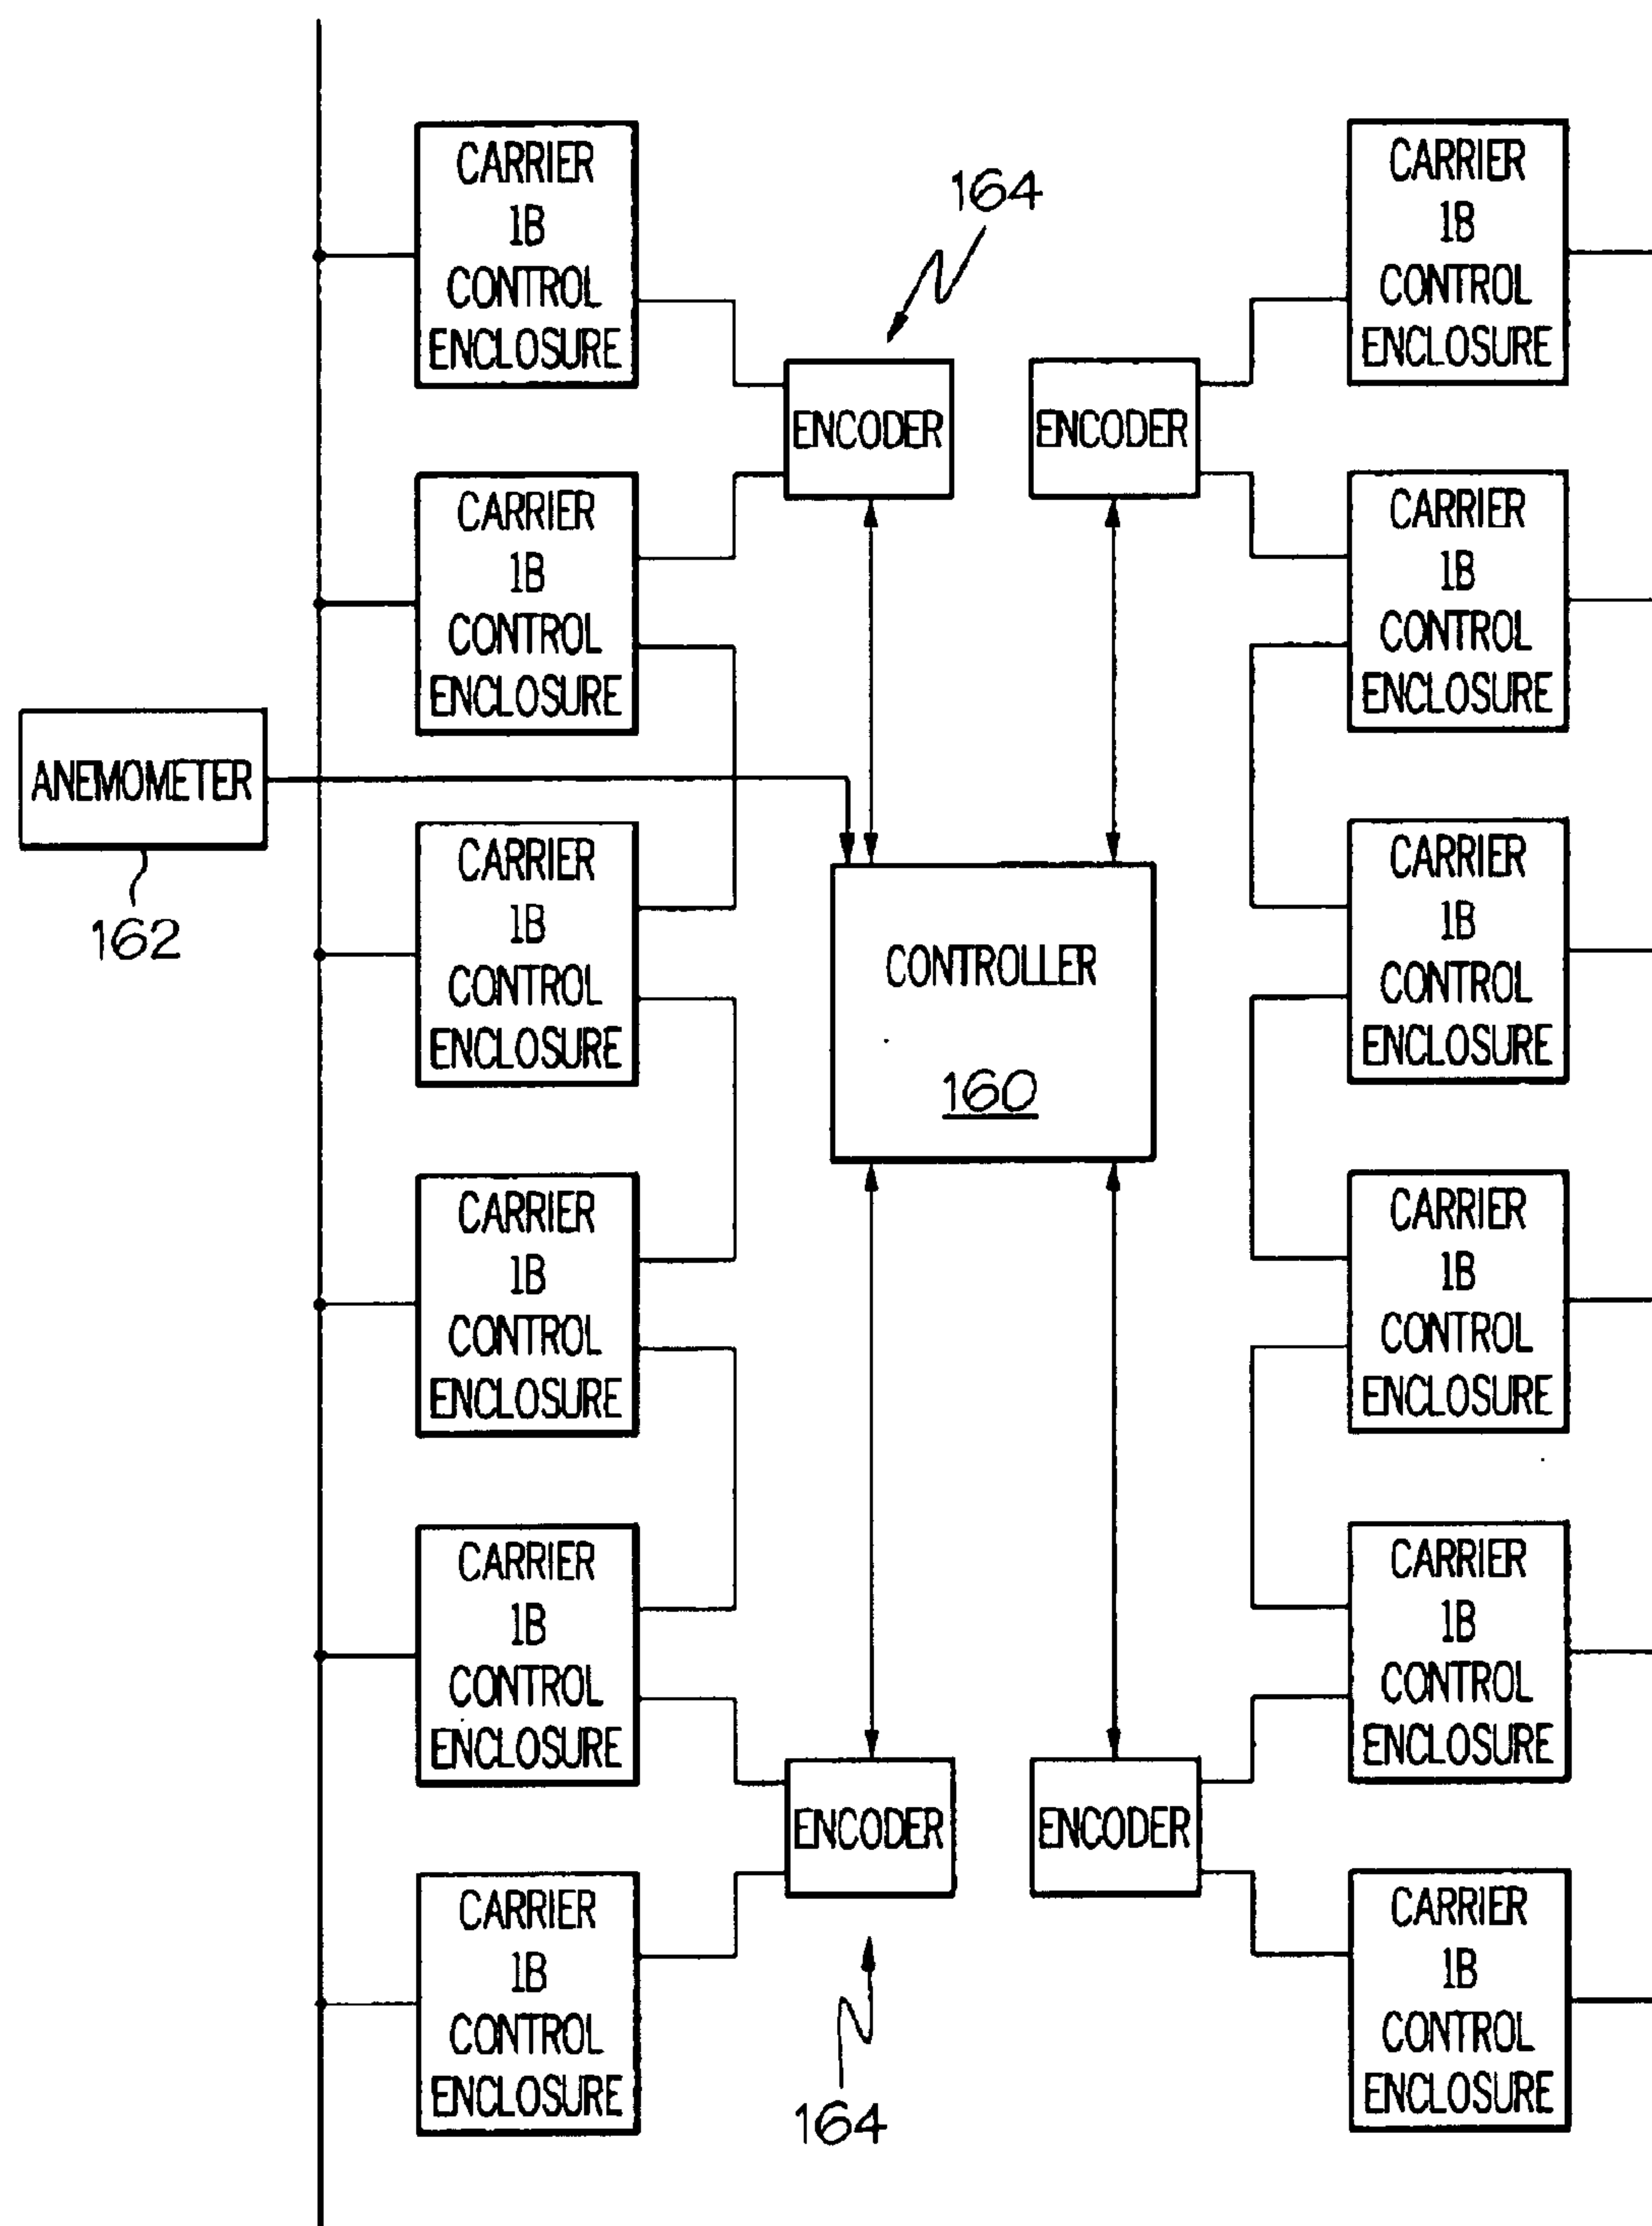 CARRIER
1B
CONTROL
ENCLOSURE
164
CARRIER
1B
CONTROL
ENCLOSURE
ENCODER
ENCODER
CARRIER
1B
CONTROL
ENCLOSURE
CARRIER
1B
CONTROL
ENCLOSURE
ANEMOMETER
162
CARRIER
1B
CONTROL
ENCLOSURE
CONTROLLER
160
CARRIER
1B
CONTROL
ENCLOSURE
CARRIER
1B
CONTROL
ENCLOSURE
CARRIER
1B
CONTROL
ENCLOSURE
CARRIER
1B
CONTROL
ENCLOSURE
CARRIER
1B
CONTROL
ENCLOSURE
ENCODER
ENCODER
CARRIER
1B
CONTROL
ENCLOSURE
164
CARRIER
1B
CONTROL
ENCLOSURE